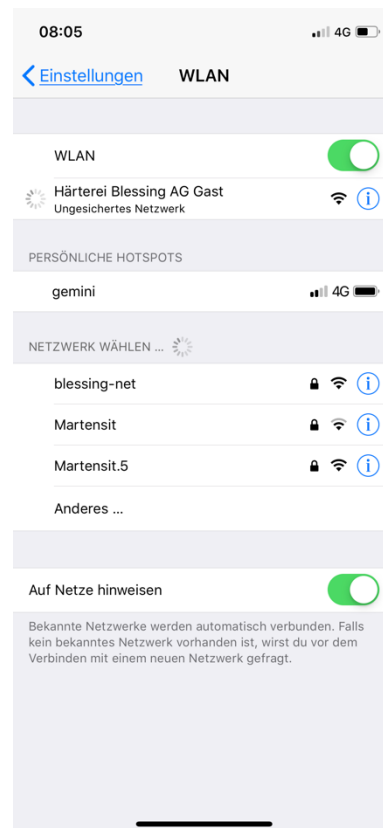 08:05 4G
Einstellungen WLAN
WLAN
Härterei Blessing AG Gast
Ungesichertes Netzwerk
PERSÖNLICHE HOTSPOTS
gemini 4G
NETZWERK WÄHLEN ...
blessing-net
Martensit
Martensit.5
Anderes ...
Auf Netze hinweisen
Bekannte Netzwerke werden automatisch verbunden. Falls
kein bekanntes Netzwerk vorhanden ist, wirst du vor dem
Verbinden mit einem neuen Netzwerk gefragt.